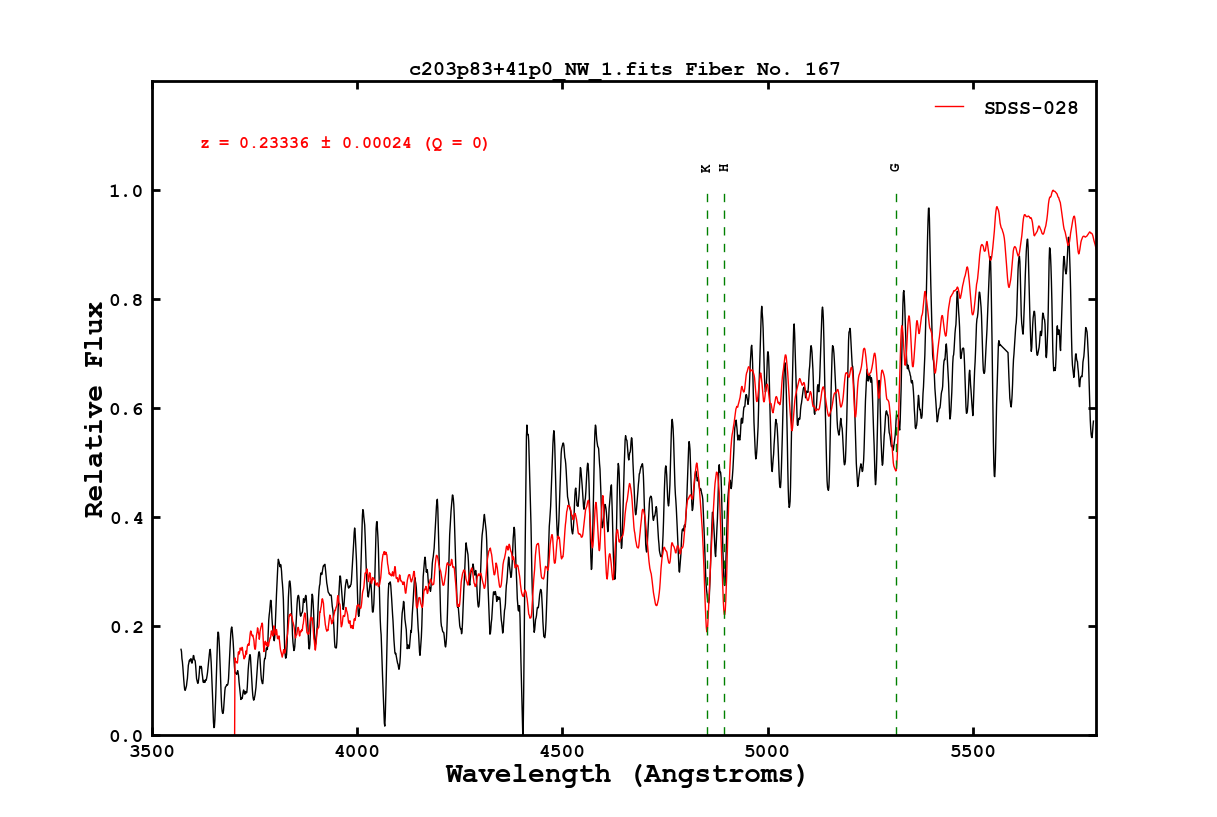 c203p83+41p0_NW_1.fits Fiber No. 167
SDSS-028
z = 0.23336 ± 0.00024 (Q = 0)
K H G
1.0
0.8
0.6
0.4
0.2
0.0
Relative Flux
3500 4000 4500 5000 5500
Wavelength (Angstroms)